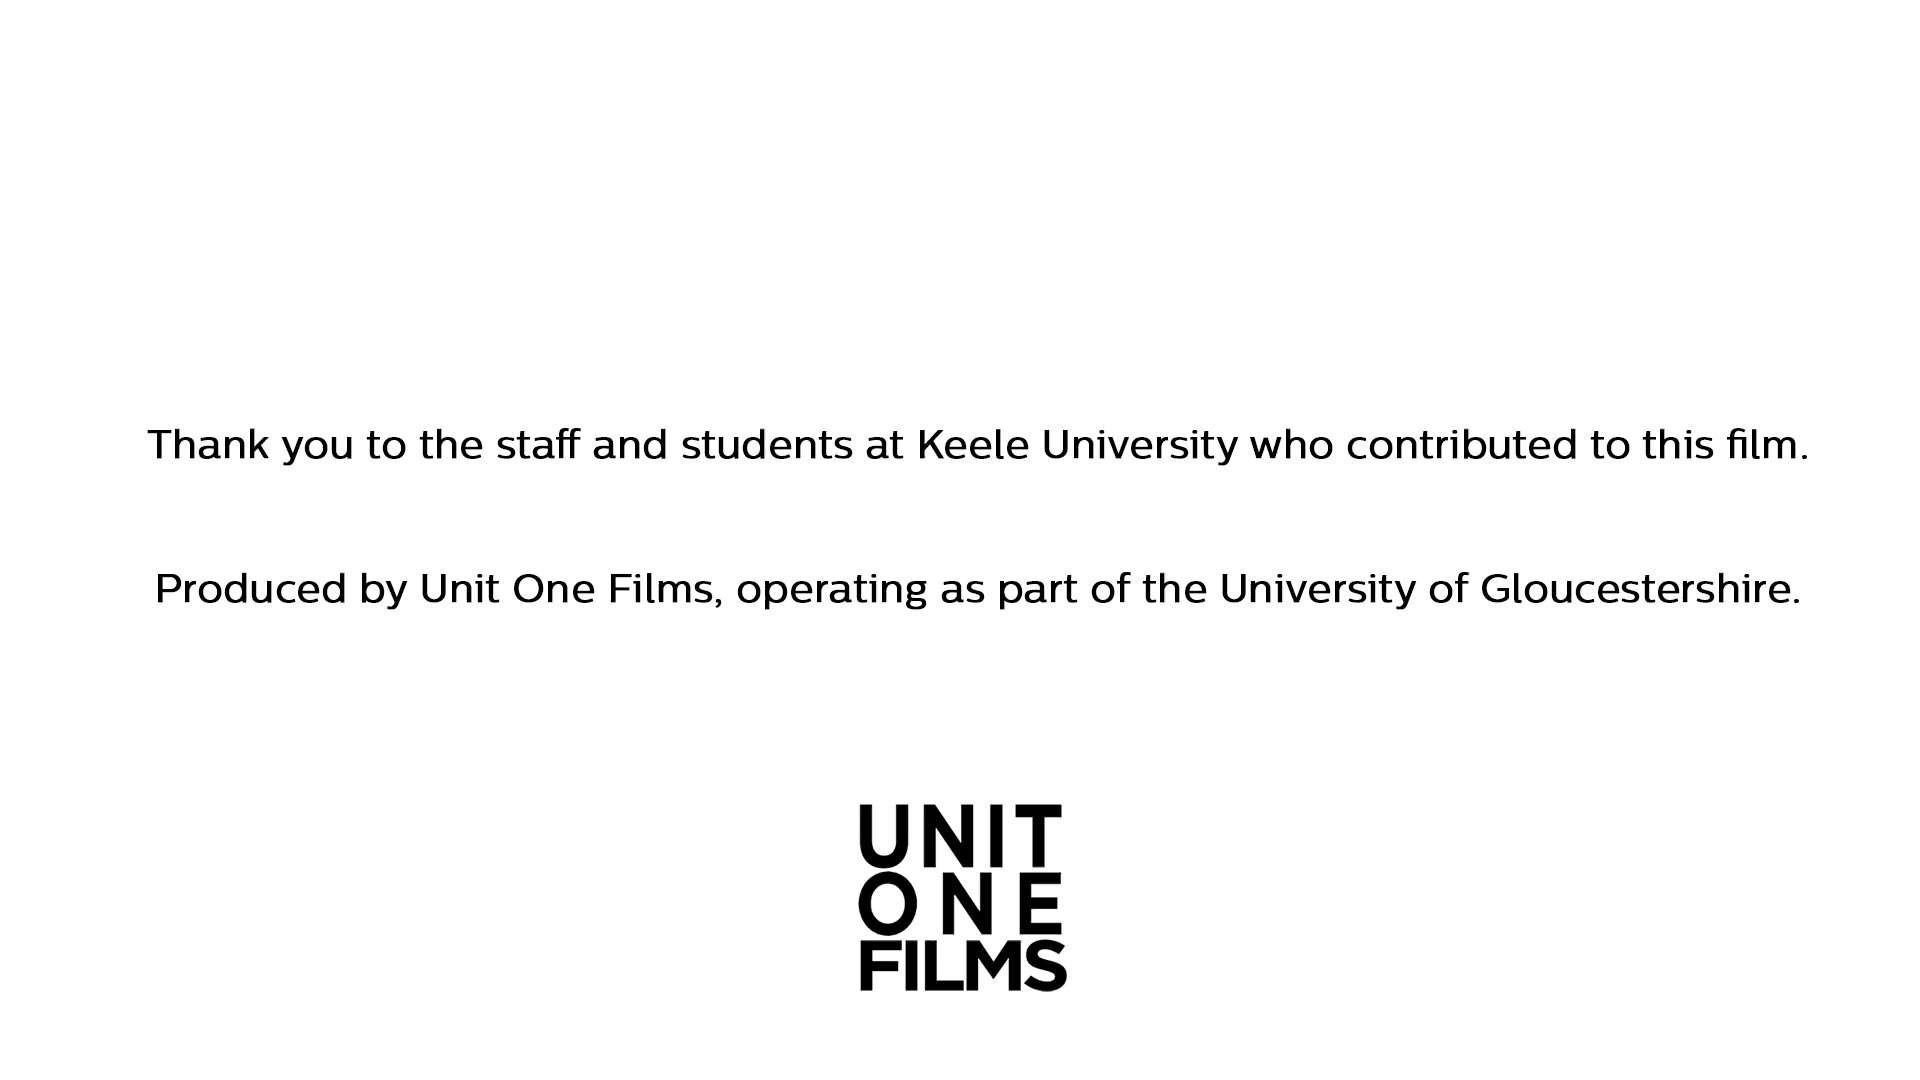 Thank you to the staff and students at Keele University who contributed to this film.
Produced by Unit One Films, operating as part of the University of Gloucestershire.
UNIT
ONE
FILMS